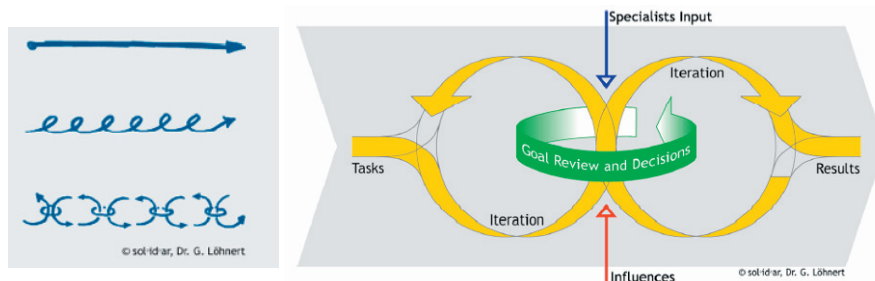 © sol·id·ar, Dr. G. Löhnert
Specialists Input
Iteration
Goal Review and Decisions
Tasks
Results
Iteration
Influences
© sol·id·ar, Dr. G. Löhnert